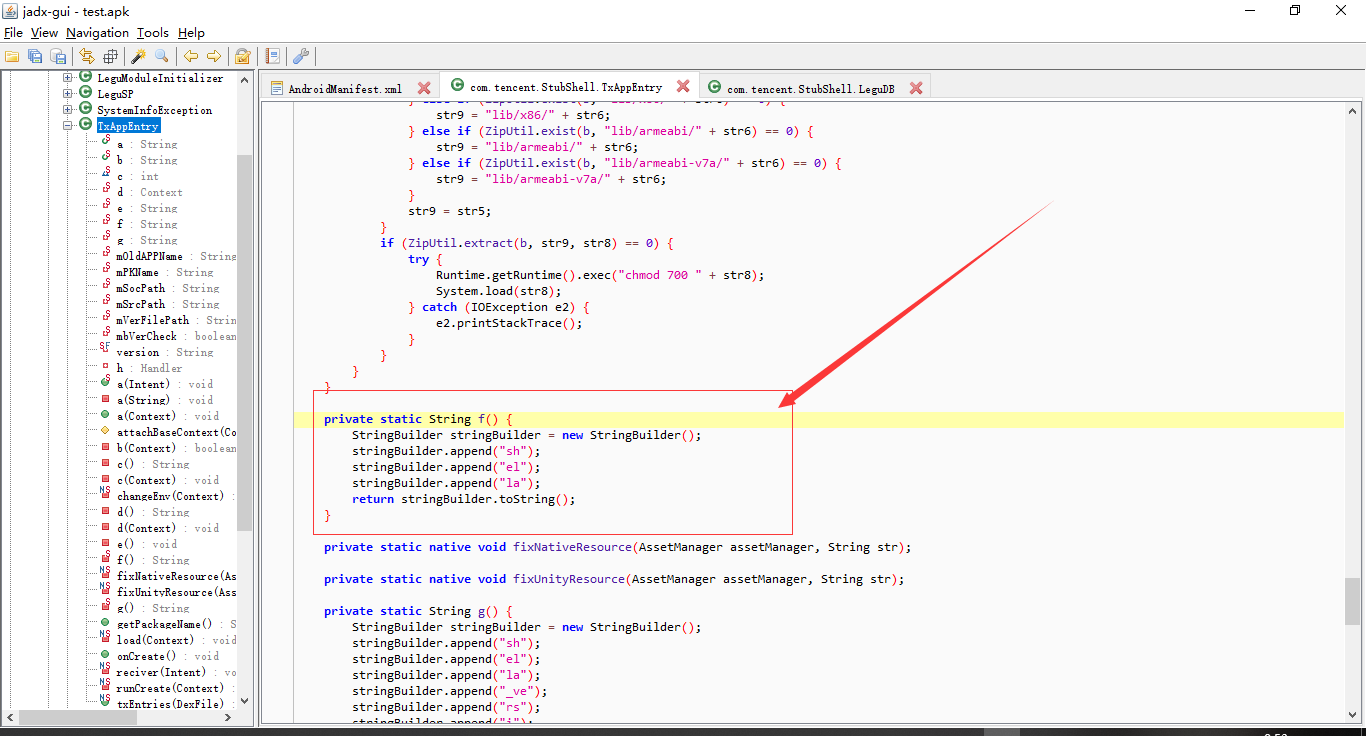 jadx-gui - test.apk
File View Navigation Tools Help
LeguModuleInitializer
LeguSP
SystemInfoException
TxAppEntry
a : String
b : String
c : int
d : Context
e : String
f : String
g : String
mOldAPPName : String
mPKName : String
mSocPath : String
mSrcPath : String
mVerFilePath : Strin
mbVerCheck : boolean
version : String
h : Handler
a(Intent) : void
a(String) : void
a(Context) : void
attachBaseContext(Co
b(Context) : boolean
c() : String
c(Context) : void
changeEnv(Context) :
d() : String
d(Context) : void
e() : void
f() : String
fixNativeResource(As
fixUnityResource(Ass
g() : String
getPackageName() : S
load(Context) : void
onCreate() : void
reciver(Intent) : vo
runCreate(Context) :
txEntries(DexFile) :
AndroidManifest.xml
com.tencent.StubShell.TxAppEntry
com.tencent.StubShell.LeguDB
str9 = "lib/x86/" + str6;
} else if (ZipUtil.exist(b, "lib/armeabi/" + str6) == 0) {
str9 = "lib/armeabi/" + str6;
} else if (ZipUtil.exist(b, "lib/armeabi-v7a/" + str6) == 0) {
str9 = "lib/armeabi-v7a/" + str6;
}
str9 = str5;
}
if (ZipUtil.extract(b, str9, str8) == 0) {
try {
Runtime.getRuntime().exec("chmod 700 " + str8);
System.load(str8);
} catch (IOException e2) {
e2.printStackTrace();
}
}
}
}
private static String f() {
StringBuilder stringBuilder = new StringBuilder();
stringBuilder.append("sh");
stringBuilder.append("el");
stringBuilder.append("la");
return stringBuilder.toString();
}
private static native void fixNativeResource(AssetManager assetManager, String str);
private static native void fixUnityResource(AssetManager assetManager, String str);
private static String g() {
StringBuilder stringBuilder = new StringBuilder();
stringBuilder.append("sh");
stringBuilder.append("el");
stringBuilder.append("la");
stringBuilder.append("_ve");
stringBuilder.append("rs");